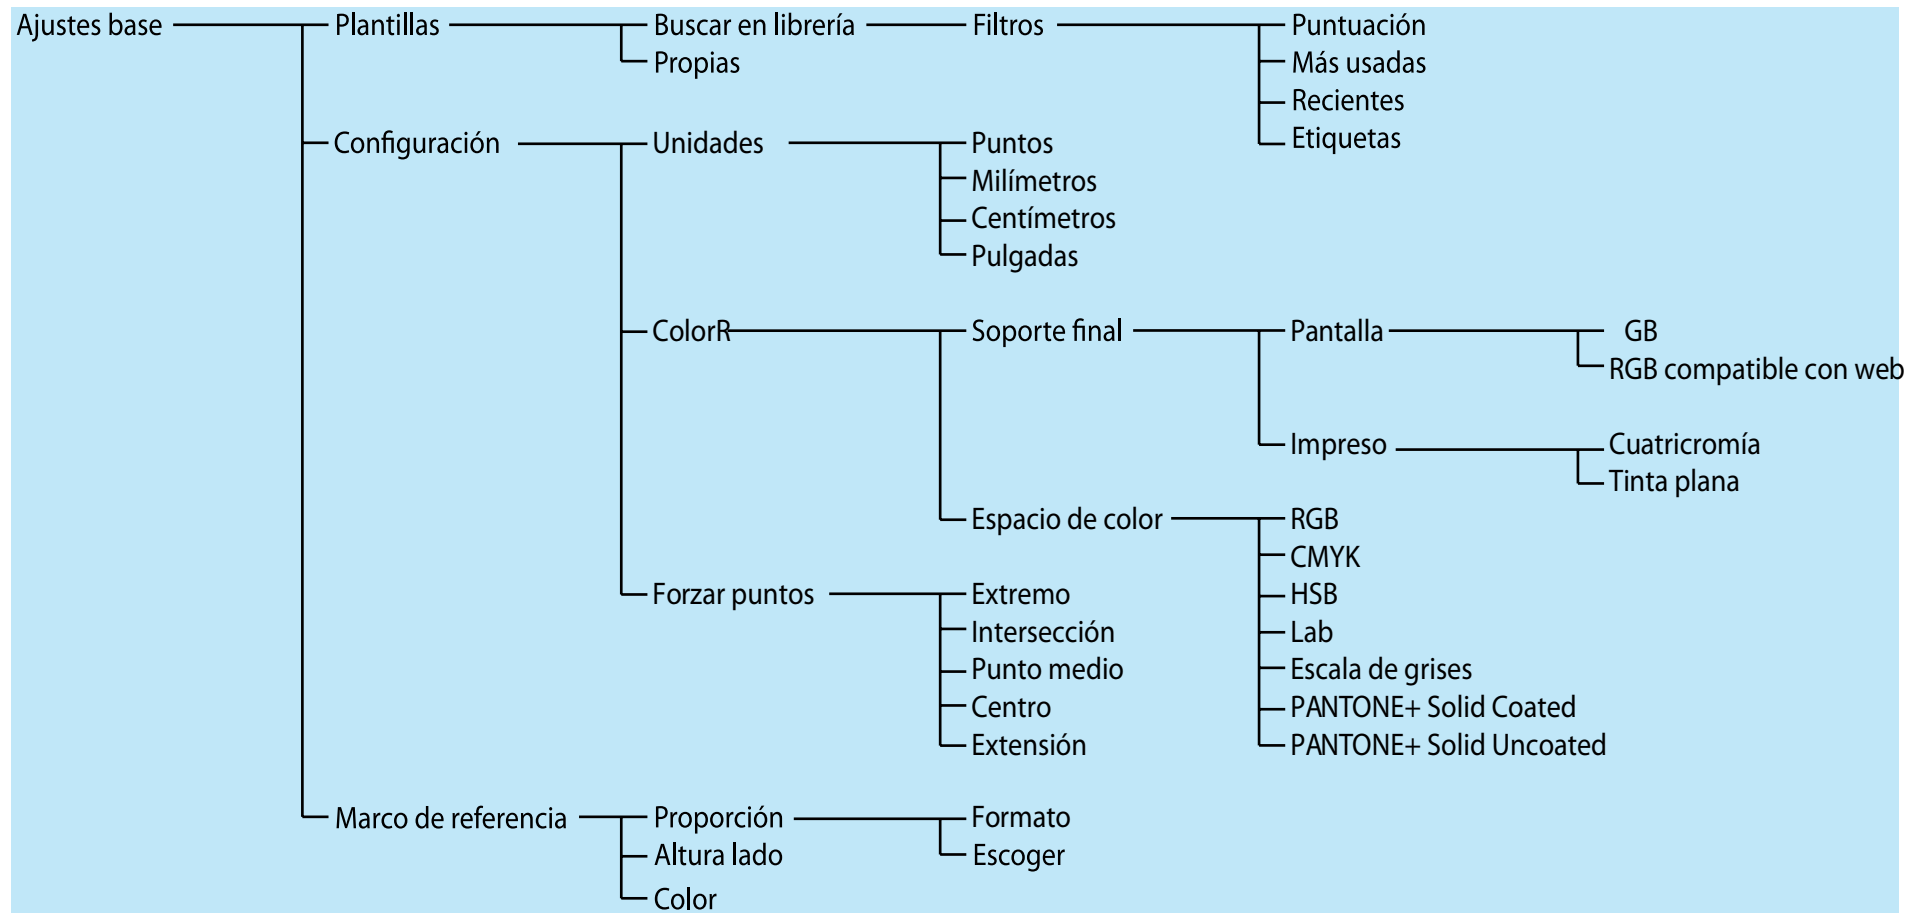 Ajustes base
Plantillas
Buscar en librería
Filtros
Puntuación
Propias
Más usadas
Recientes
Etiquetas
Configuración
Unidades
Puntos
Milímetros
Centímetros
Pulgadas
ColorR
Soporte final
Pantalla
GB
RGB compatible con web
Impreso
Cuatricromía
Tinta plana
Espacio de color
RGB
CMYK
HSB
Lab
Escala de grises
PANTONE+ Solid Coated
PANTONE+ Solid Uncoated
Forzar puntos
Extremo
Intersección
Punto medio
Centro
Extensión
Marco de referencia
Proporción
Formato
Escoger
Altura lado
Color